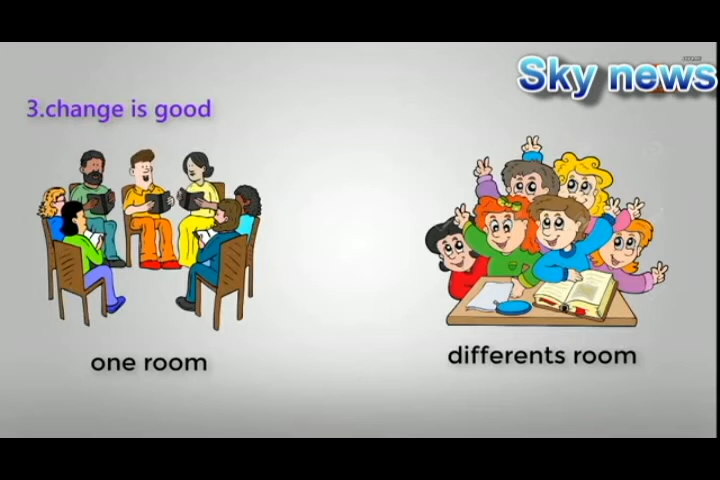 Sky news
3.change is good
one room
differents room